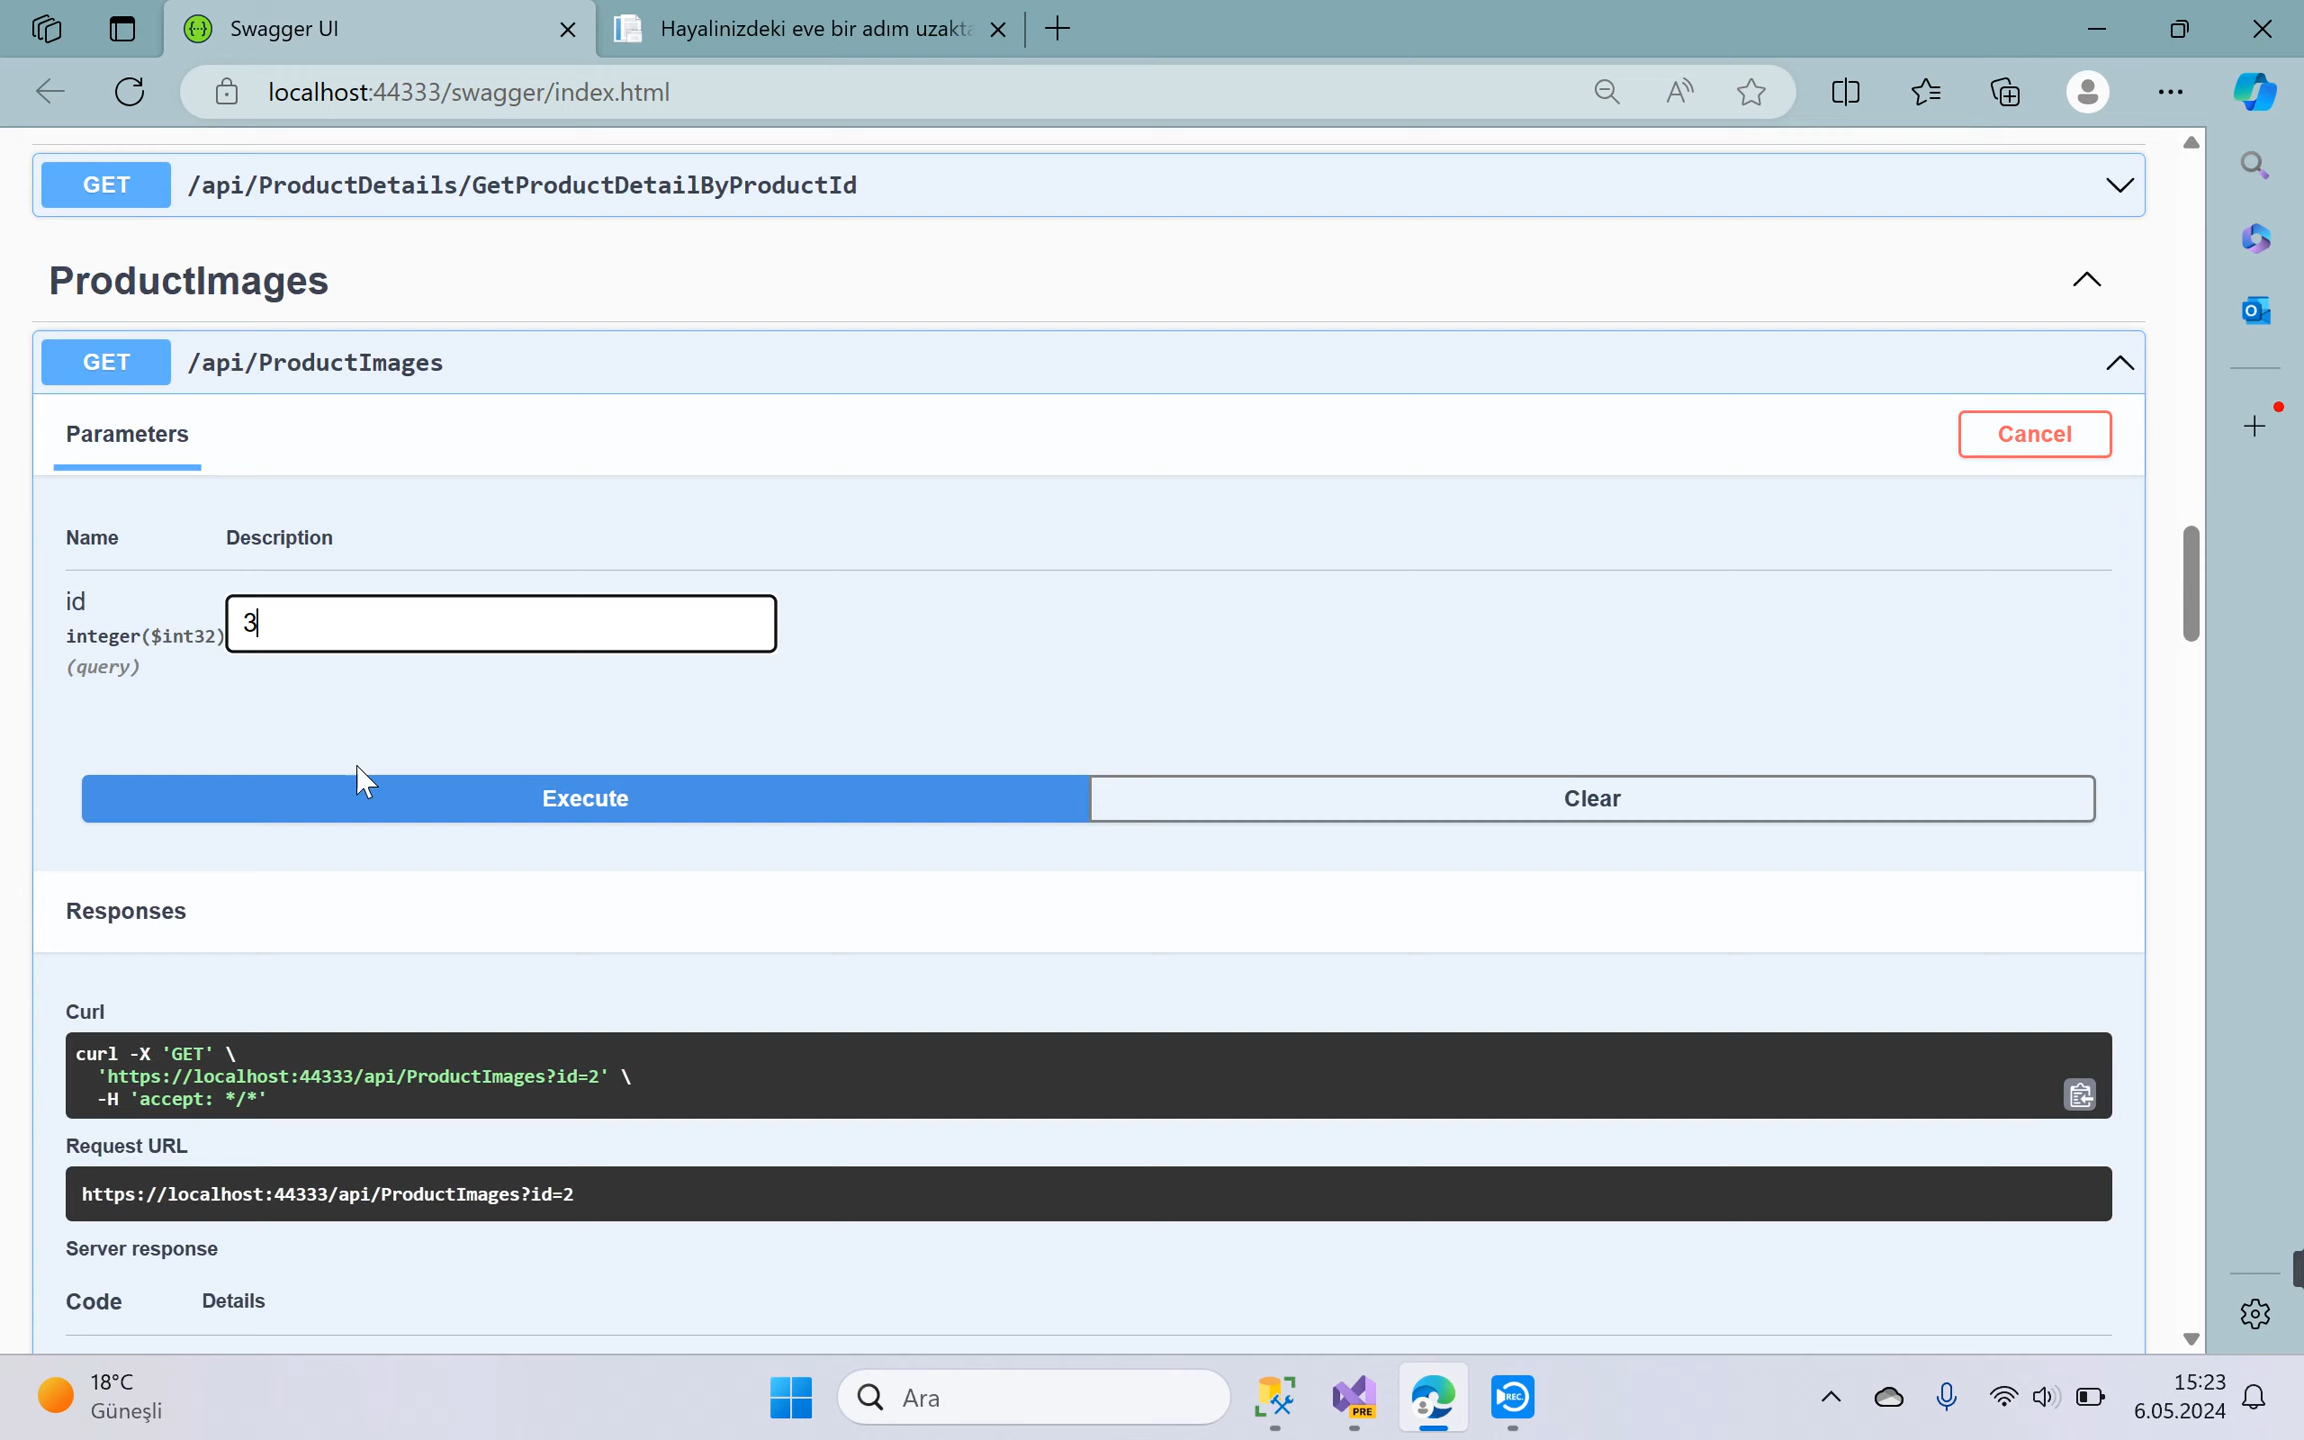 Swagger UI
Hayalinizdeki eve bir adım uzakta
localhost:44333/swagger/index.html
GET /api/ProductDetails/GetProductDetailByProductId
ProductImages
GET /api/ProductImages
Parameters
Cancel
Name Description
id
3
integer($int32)
(query)
Execute
Clear
Responses
Curl
curl -X 'GET' \
'https://localhost:44333/api/ProductImages?id=2' \
-H 'accept: */*'
Request URL
https://localhost:44333/api/ProductImages?id=2
Server response
Code Details
18°C
Güneşli
Ara
PRE
REC
15:23
6.05.2024